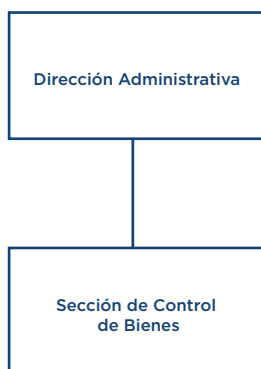 Dirección Administrativa
Sección de Control
de Bienes